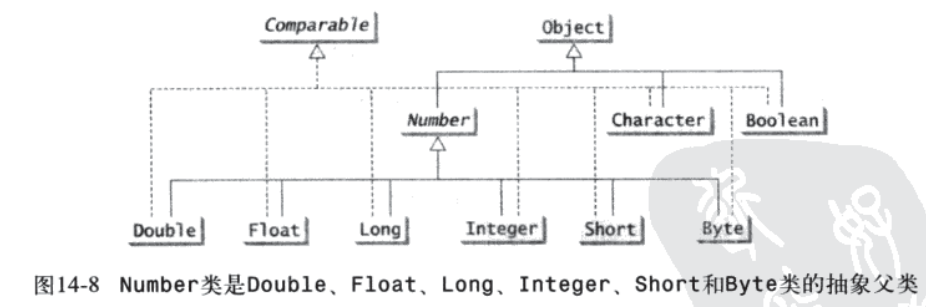 Comparable Object
Number Character Boolean
Double Float Long Integer Short Byte
图14-8 Number类是Double、Float、Long、Integer、Short和Byte类的抽象父类